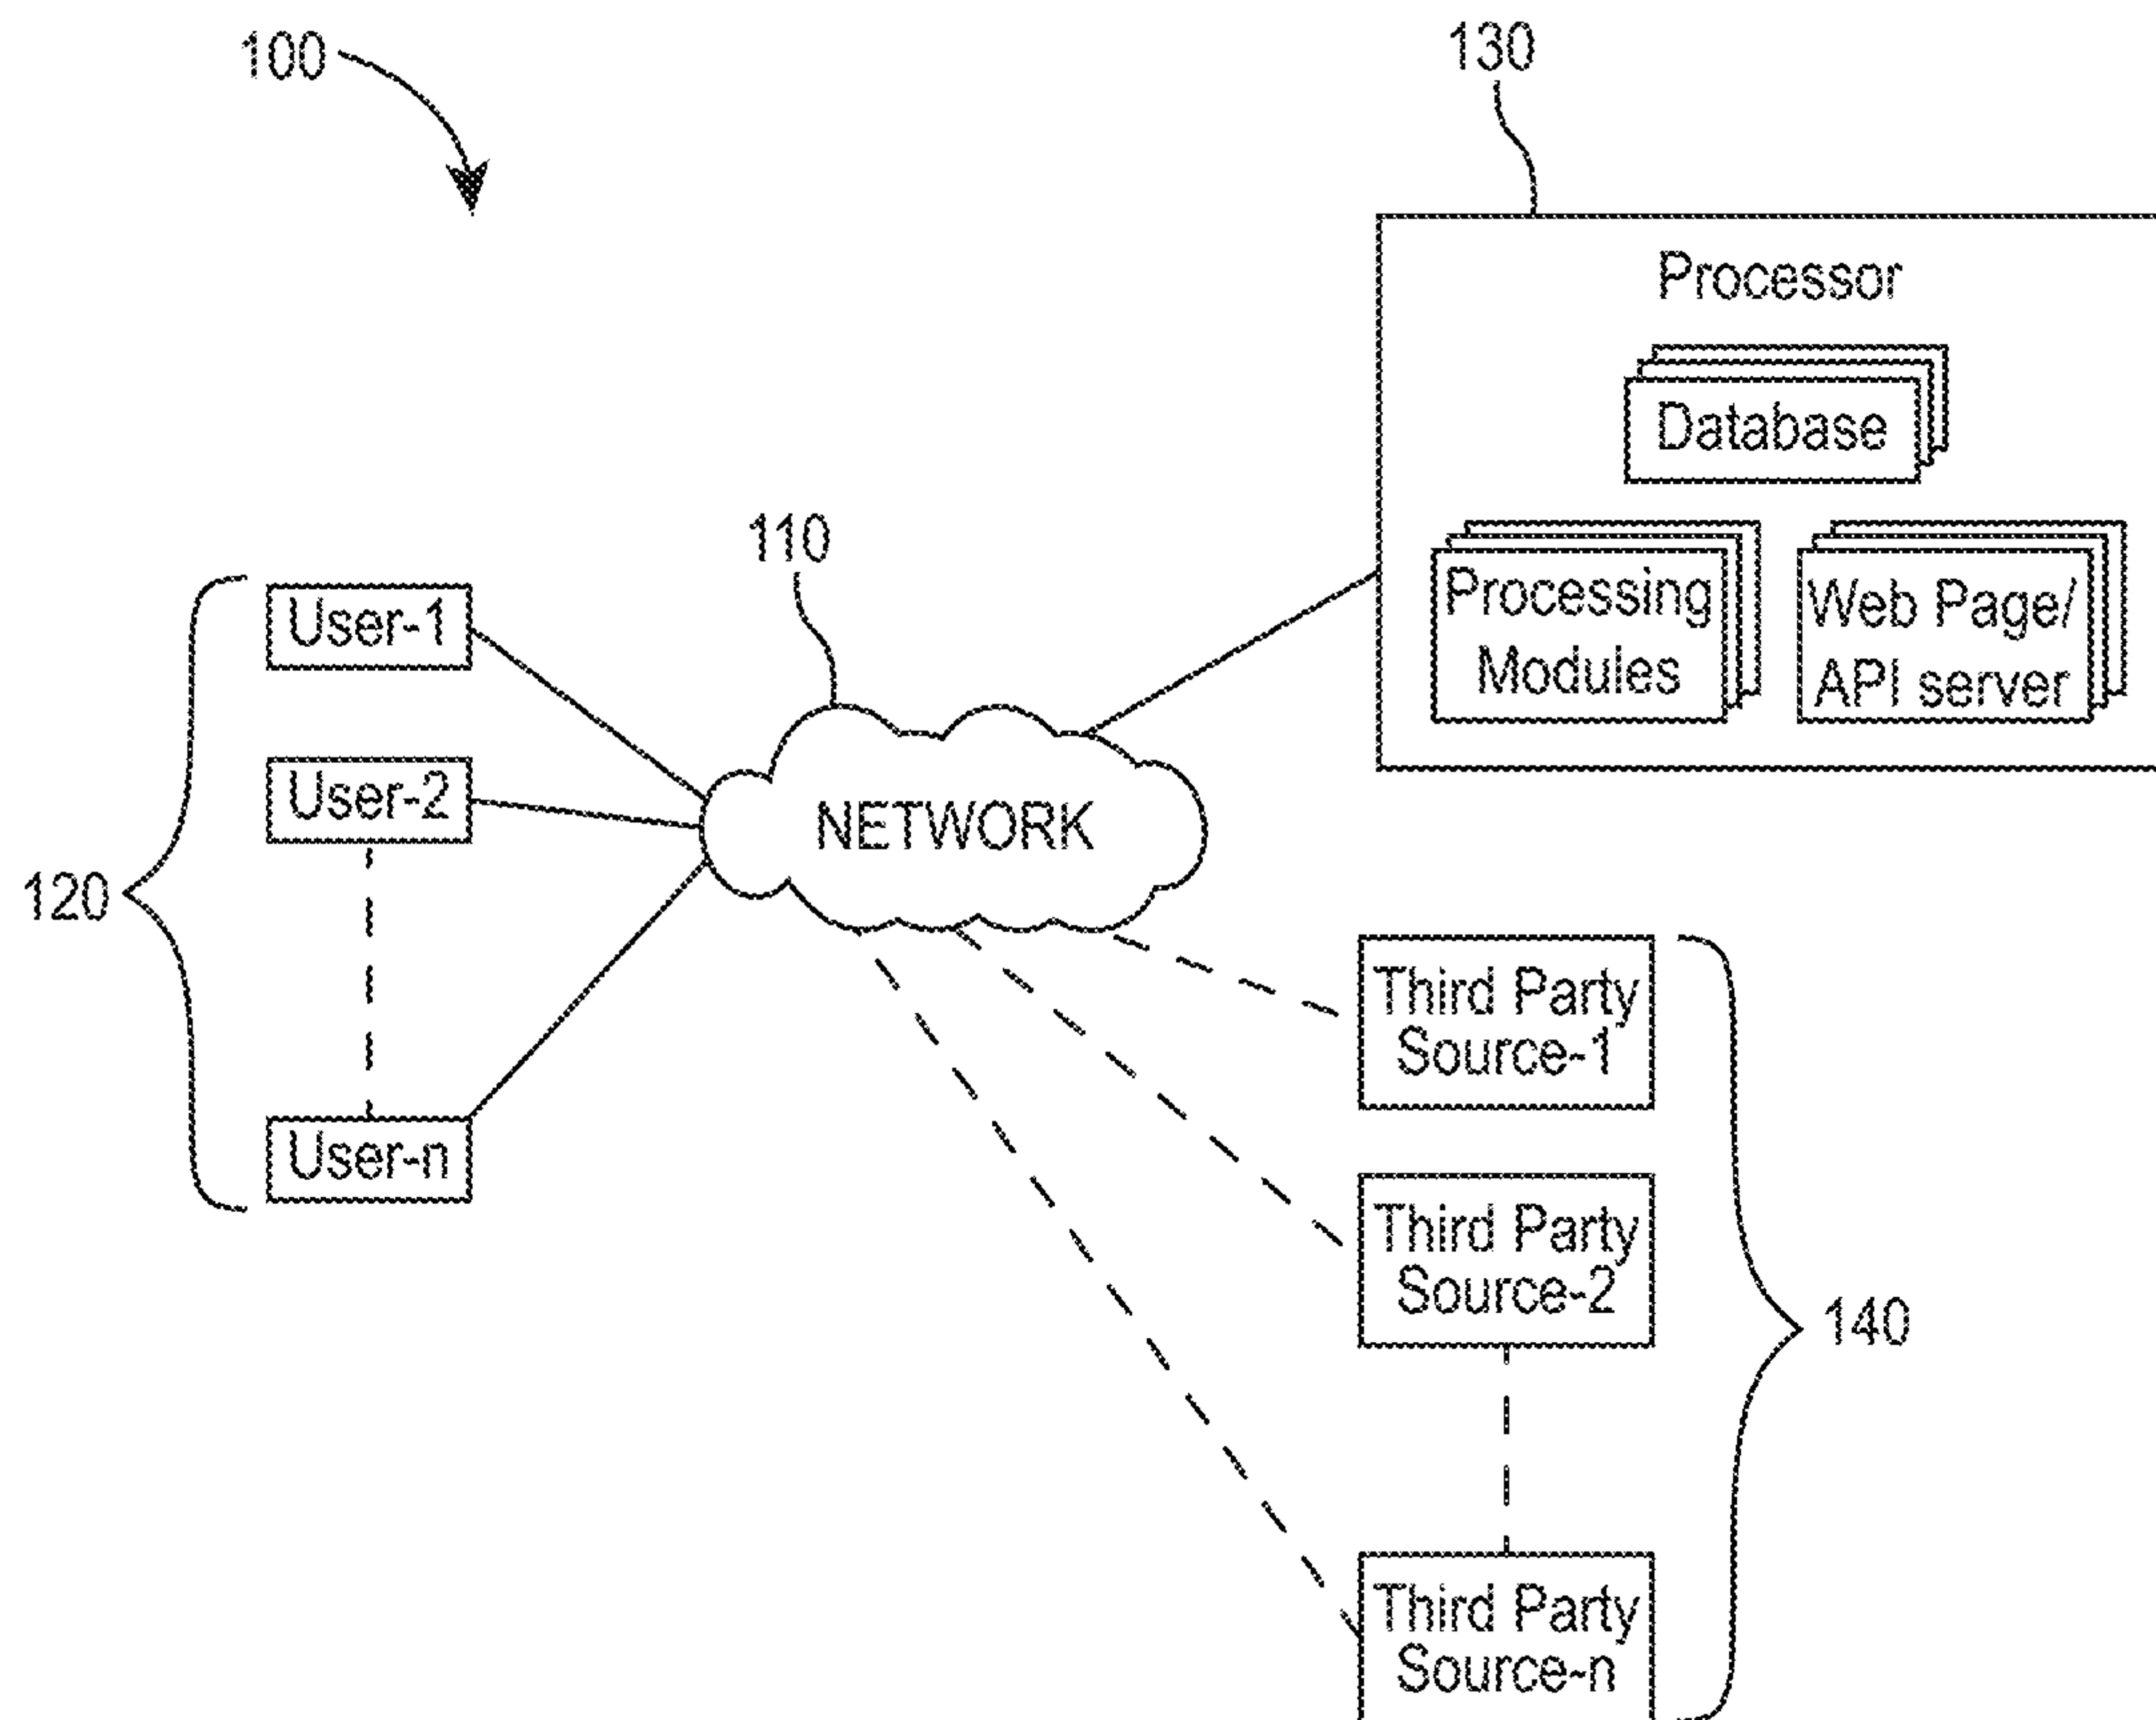 100
130
Processor
Database
Processing
Modules
Web Page/
API server
110
User-1
User-2
User-n
120
NETWORK
Third Party
Source-1
Third Party
Source-2
Third Party
Source-n
140